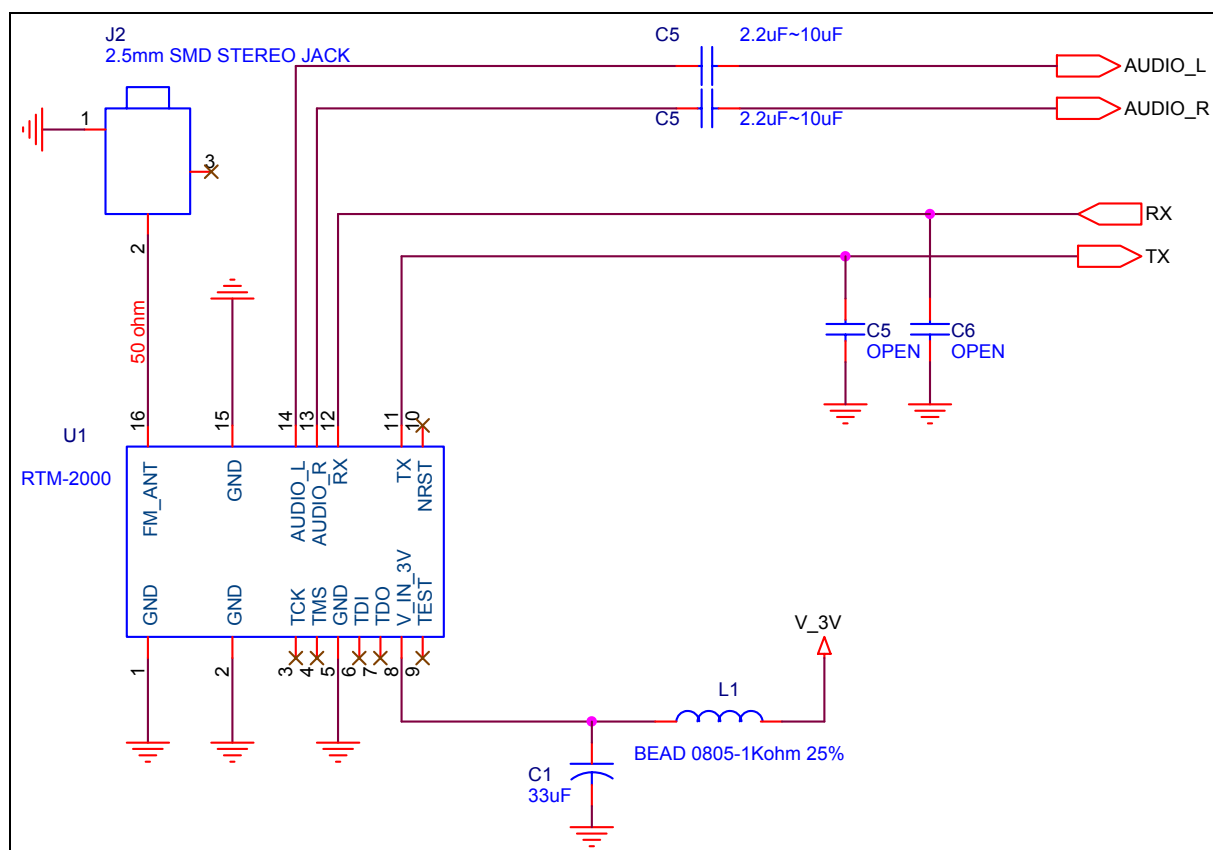 J2
2.5mm SMD STEREO JACK
C5 2.2uF~10uF
AUDIO_L
C5 2.2uF~10uF
AUDIO_R
1
3
2
RX
TX
50 ohm
C5
OPEN
C6
OPEN
U1
RTM-2000
16
15
14
13
12
11
10
FM_ANT
GND
AUDIO_L
AUDIO_R
RX
TX
NRST
GND
GND
TCK
TMS
GND
TDI
TDO
V_IN_3V
TEST
1
2
3
4
5
6
7
8
9
V_3V
L1
BEAD 0805-1Kohm 25%
C1
33uF